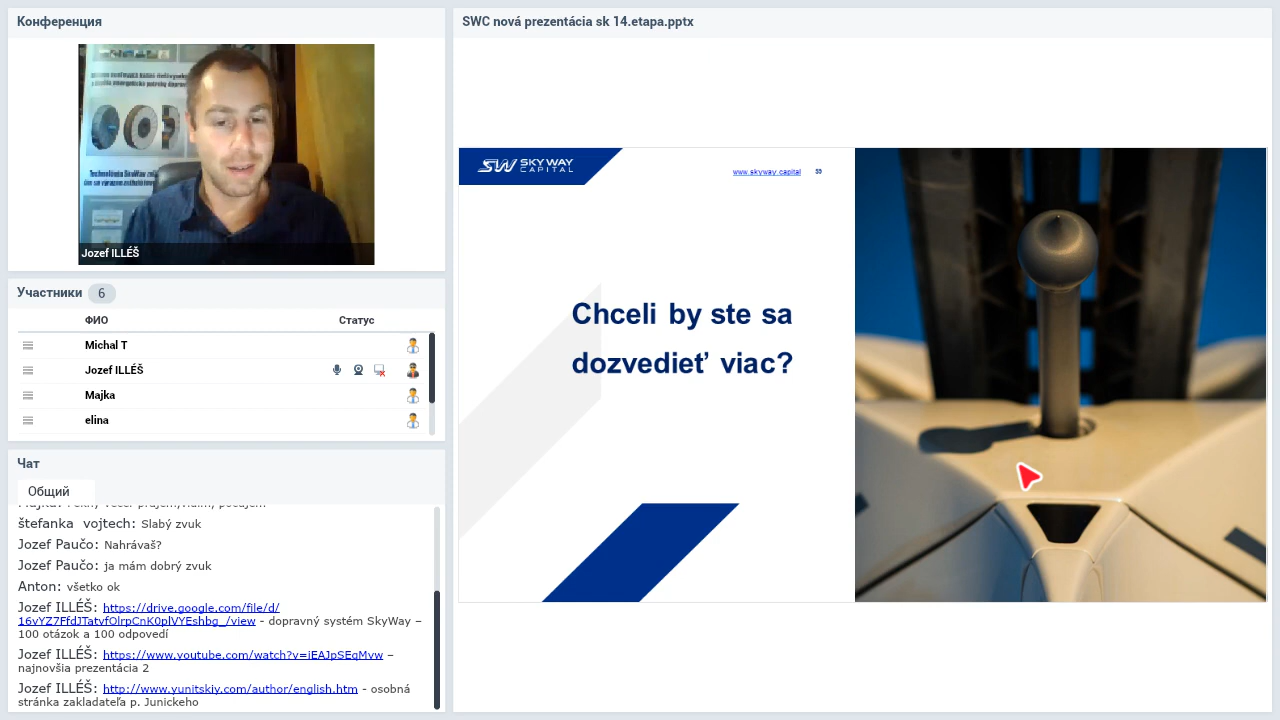 Конференция
Jozef ILLÉŠ
Участники 6
ФИО Статус
Michal T
Jozef ILLÉŠ
Majka
elina
Чат
Общий
štefanka vojtech: Slabý zvuk
Jozef Paučo: Nahrávaš?
Jozef Paučo: ja mám dobrý zvuk
Anton: všetko ok
Jozef ILLÉŠ: https://drive.google.com/file/d/
16vYZ7FfdJTatvfOlrpCnK0plVYEshbg_/view - dopravný systém SkyWay –
100 otázok a 100 odpovedí
Jozef ILLÉŠ: https://www.youtube.com/watch?v=iEAJpSEqMvw –
najnovšia prezentácia 2
Jozef ILLÉŠ: http://www.yunitskiy.com/author/english.htm - osobná
stránka zakladateľa p. Junickeho
SWC nová prezentácia sk 14.etapa.pptx
SW SKY WAY
CAPITAL
www.skyway.capital
Chceli by ste sa
dozvedieť viac?